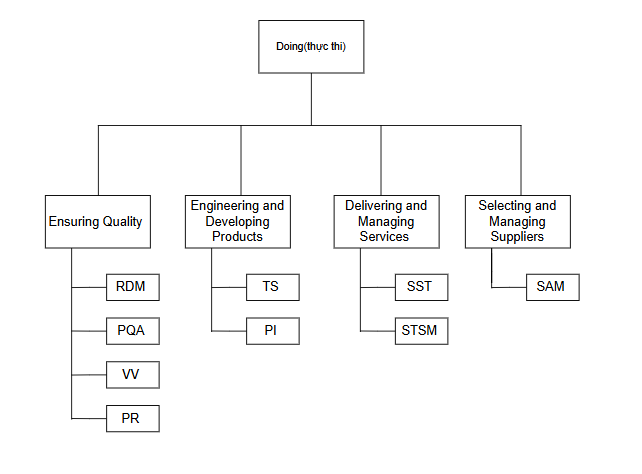 Doing(thực thi)
Ensuring Quality
Engineering and
Developing
Products
Delivering and
Managing
Services
Selecting and
Managing
Suppliers
RDM
TS
SST
SAM
PQA
PI
STSM
VV
PR